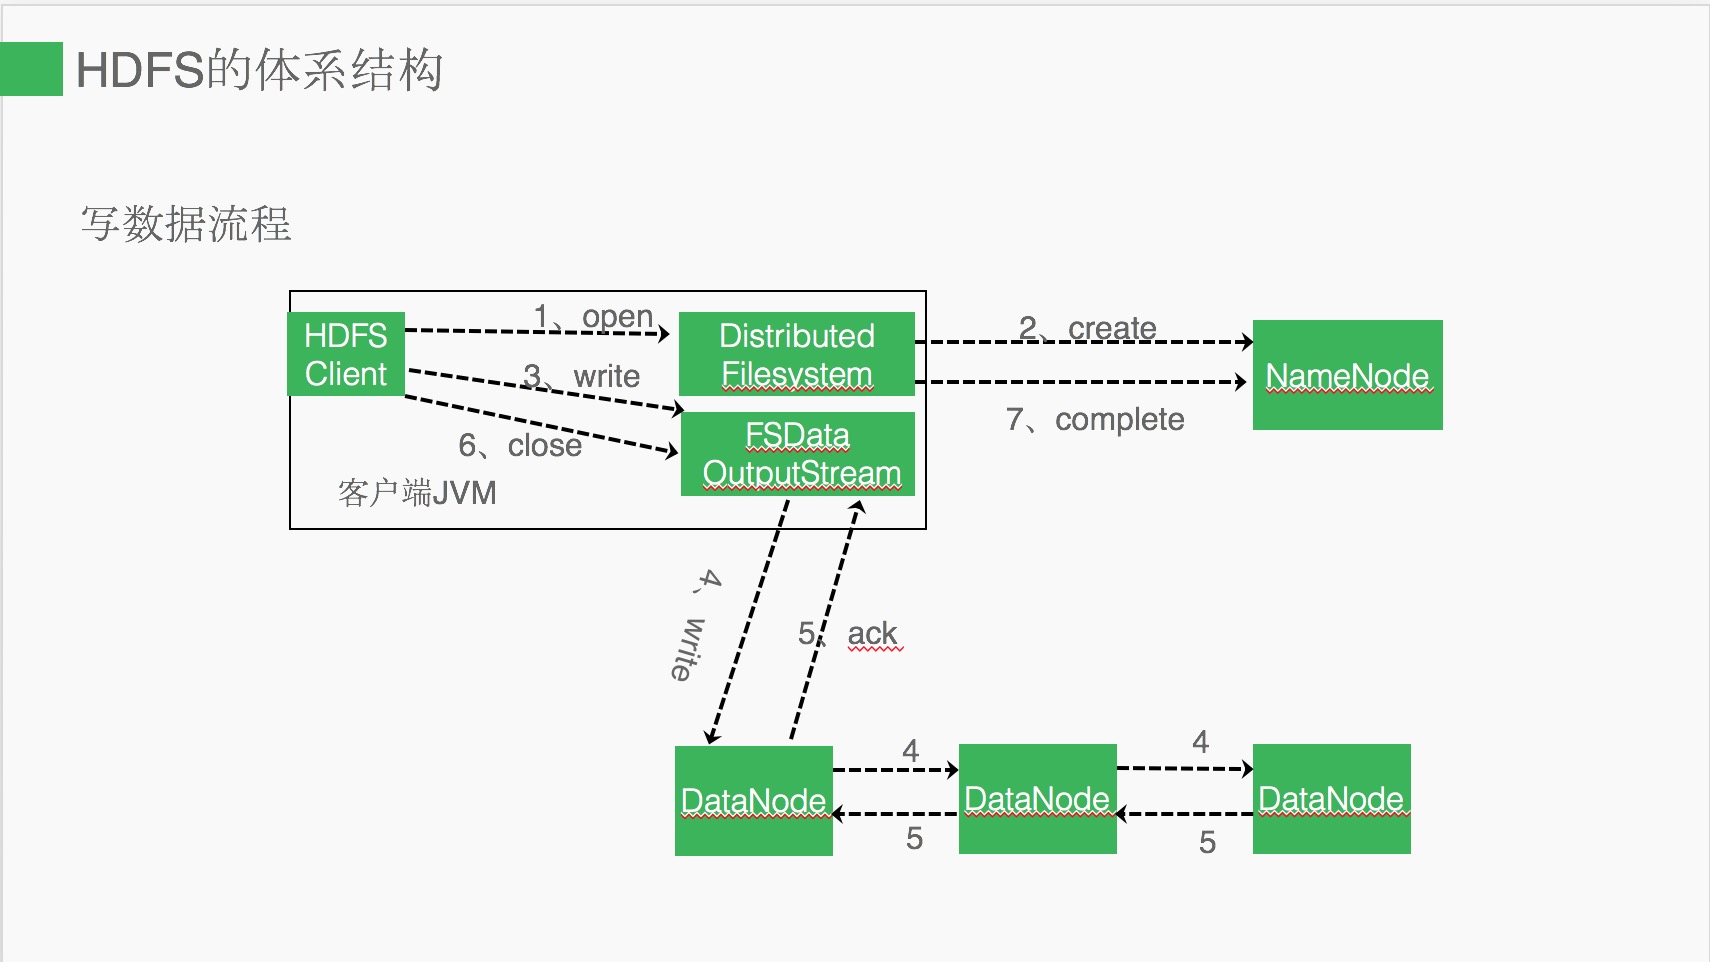 HDFS的体系结构
写数据流程
HDFS
Client
1、open
Distributed
Filesystem
2、create
NameNode
3、write
7、complete
FSData
OutputStream
6、close
客户端JVM
4、write
5、ack
DataNode
4
5
DataNode
4
5
DataNode